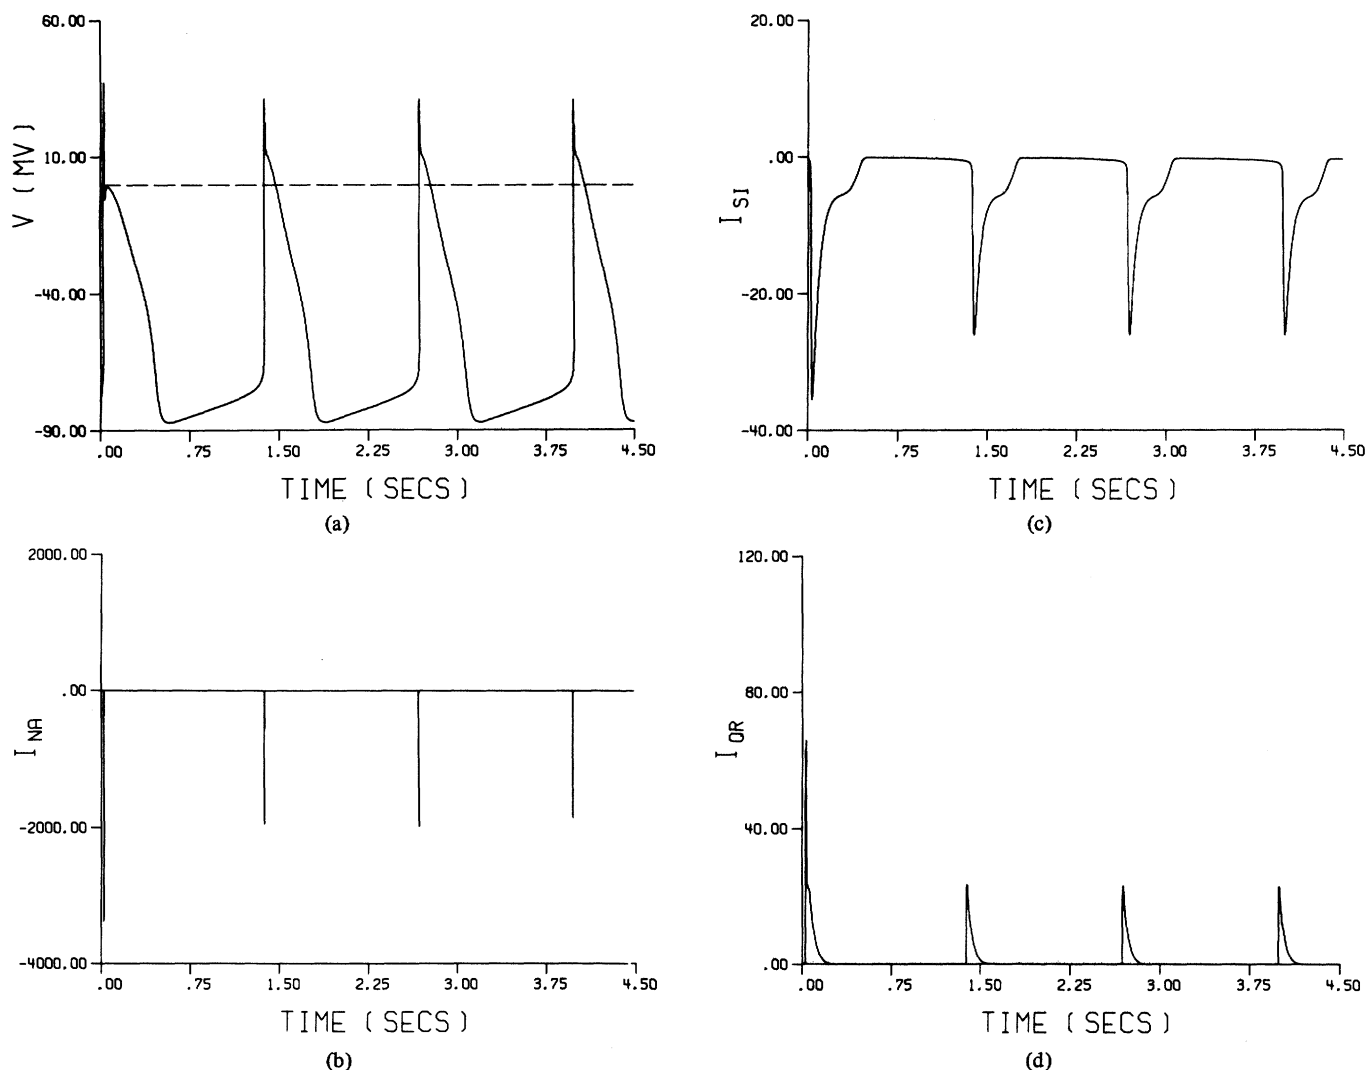 60.00
10.00
-40.00
-90.00
V (MV)
.00 .75 1.50 2.25 3.00 3.75 4.50
TIME (SECS)
(a)
20.00
.00
-20.00
-40.00
I SI
.00 .75 1.50 2.25 3.00 3.75 4.50
TIME (SECS)
(c)
2000.00
.00
-2000.00
-4000.00
I NA
.00 .75 1.50 2.25 3.00 3.75 4.50
TIME (SECS)
(b)
120.00
80.00
40.00
.00
I QR
.00 .75 1.50 2.25 3.00 3.75 4.50
TIME (SECS)
(d)